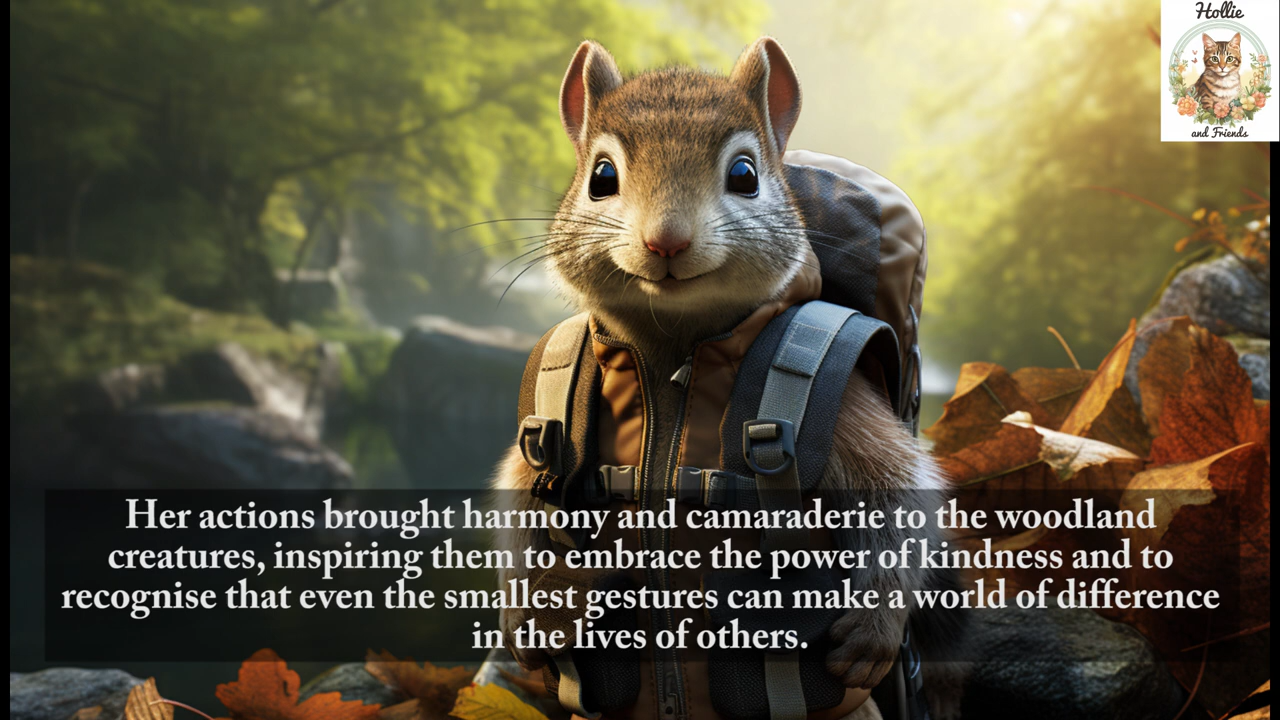 Hollie
and Friends
Her actions brought harmony and camaraderie to the woodland
creatures, inspiring them to embrace the power of kindness and to
recognise that even the smallest gestures can make a world of difference
in the lives of others.